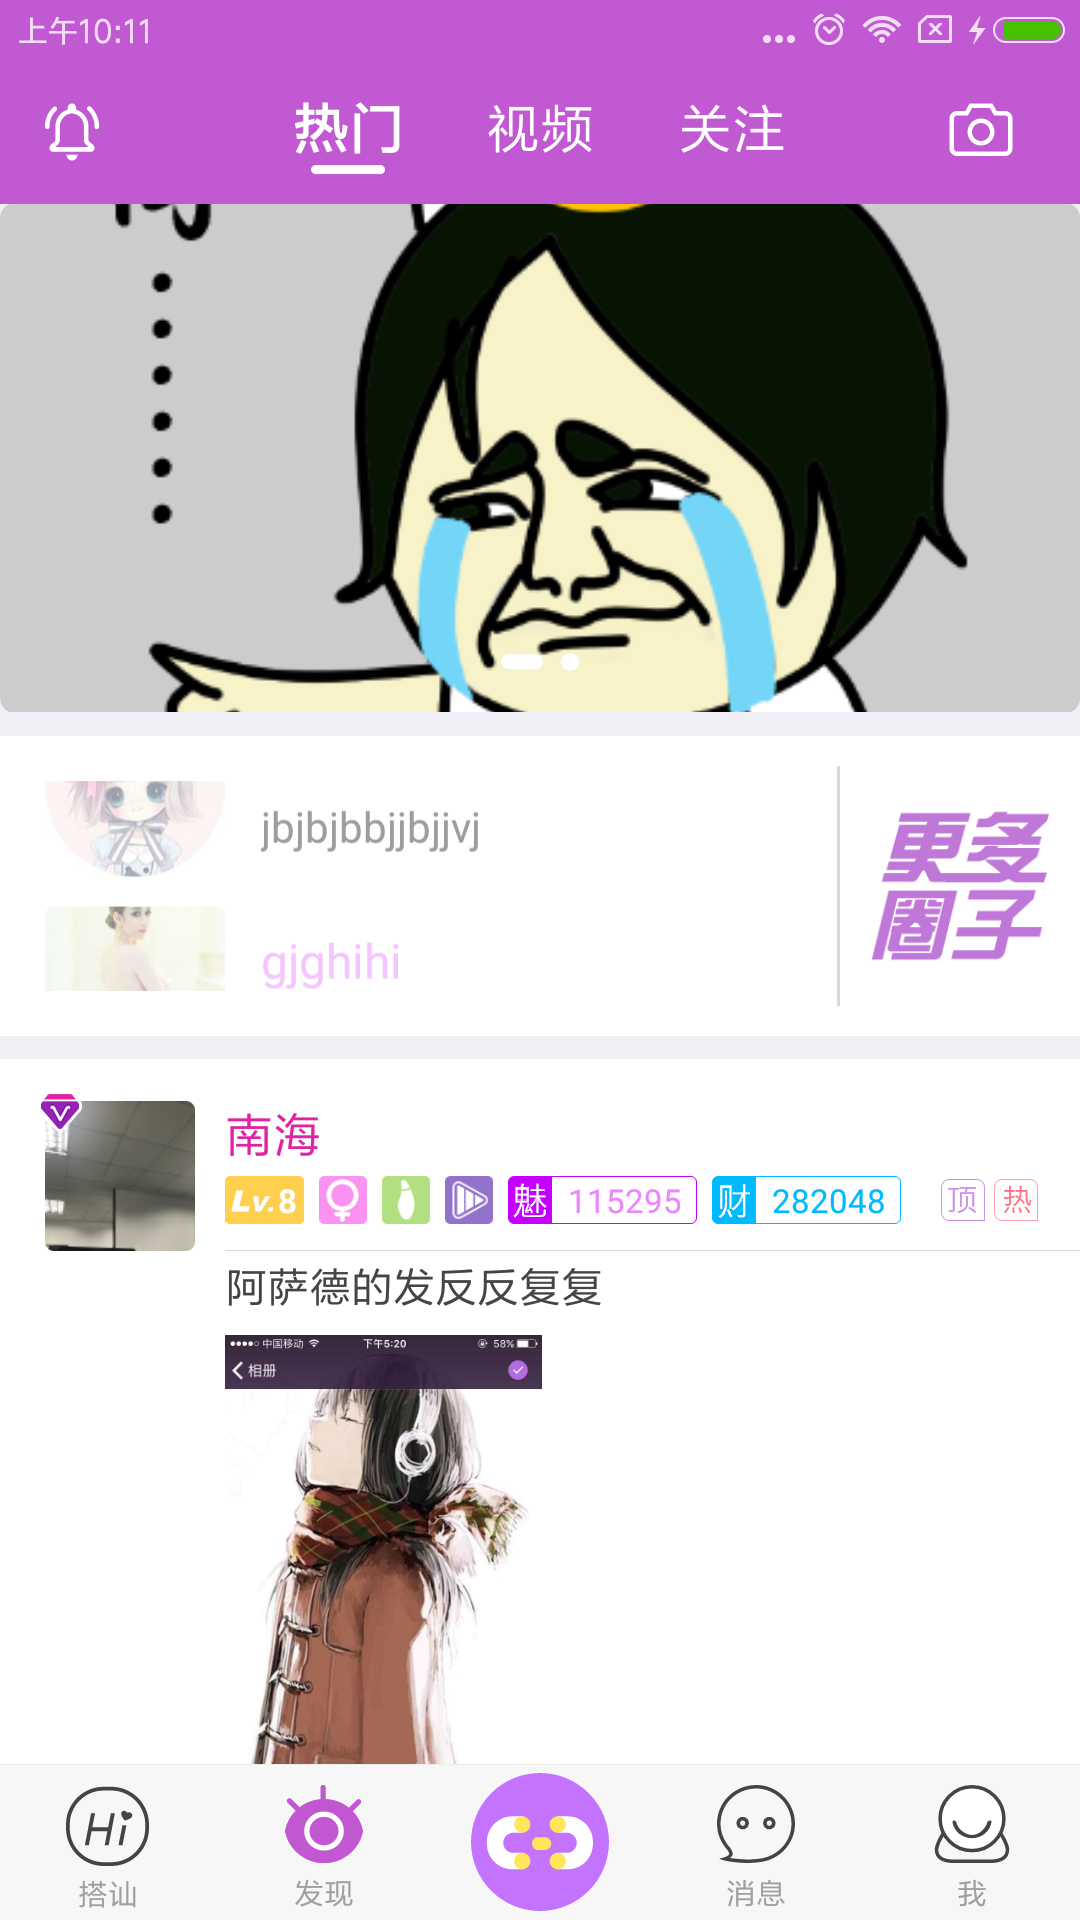 上午10:11
热门 视频 关注
jbjbjbbjjbjjvj
gjghihi
更多
圈子
南海
Lv.8 魅 115295 财 282048 顶 热
阿萨德的发反反复复
中国移动 下午5:20 58%
相册
Hi
搭讪 发现 消息 我